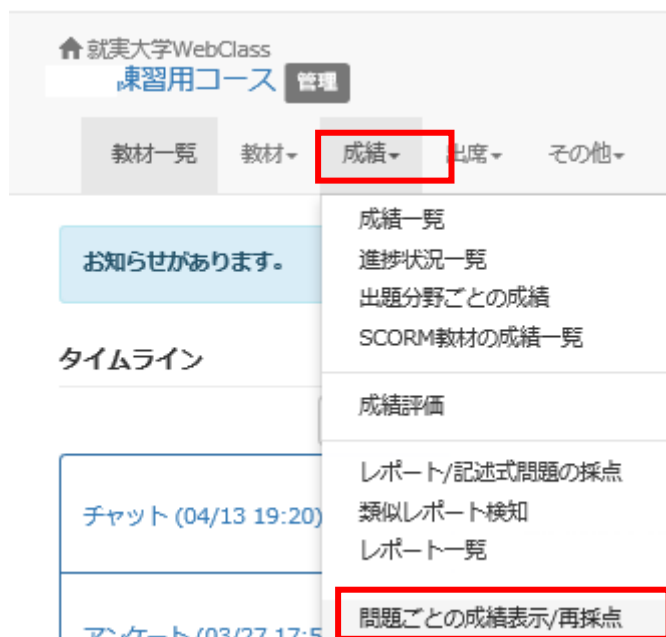 就実大学WebClass
練習用コース 管理
教材一覧 教材 成績 出席 その他
成績一覧
進捗状況一覧
出題分野ごとの成績
SCORM教材の成績一覧
成績評価
レポート/記述式問題の採点
類似レポート検知
レポート一覧
問題ごとの成績表示/再採点
お知らせがあります。
タイムライン
チャット (04/13 19:20)
アンケート (03/27 17:5